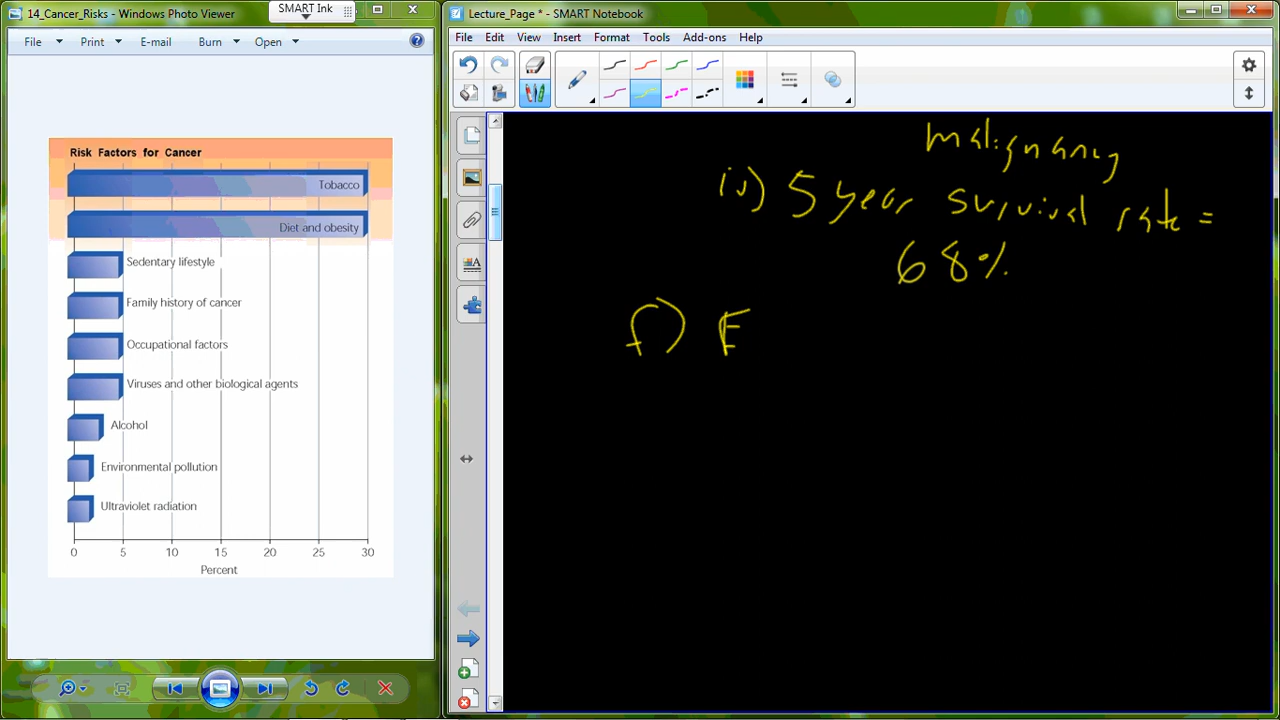 14_Cancer_Risks - Windows Photo Viewer
SMART Ink
File Print E-mail Burn Open
Risk Factors for Cancer
Tobacco
Diet and obesity
Sedentary lifestyle
Family history of cancer
Occupational factors
Viruses and other biological agents
Alcohol
Environmental pollution
Ultraviolet radiation
0 5 10 15 20 25 30
Percent
Lecture_Page * - SMART Notebook
File Edit View Insert Format Tools Add-ons Help
malignancy
iv) 5 year survival rate =
68%
f) E